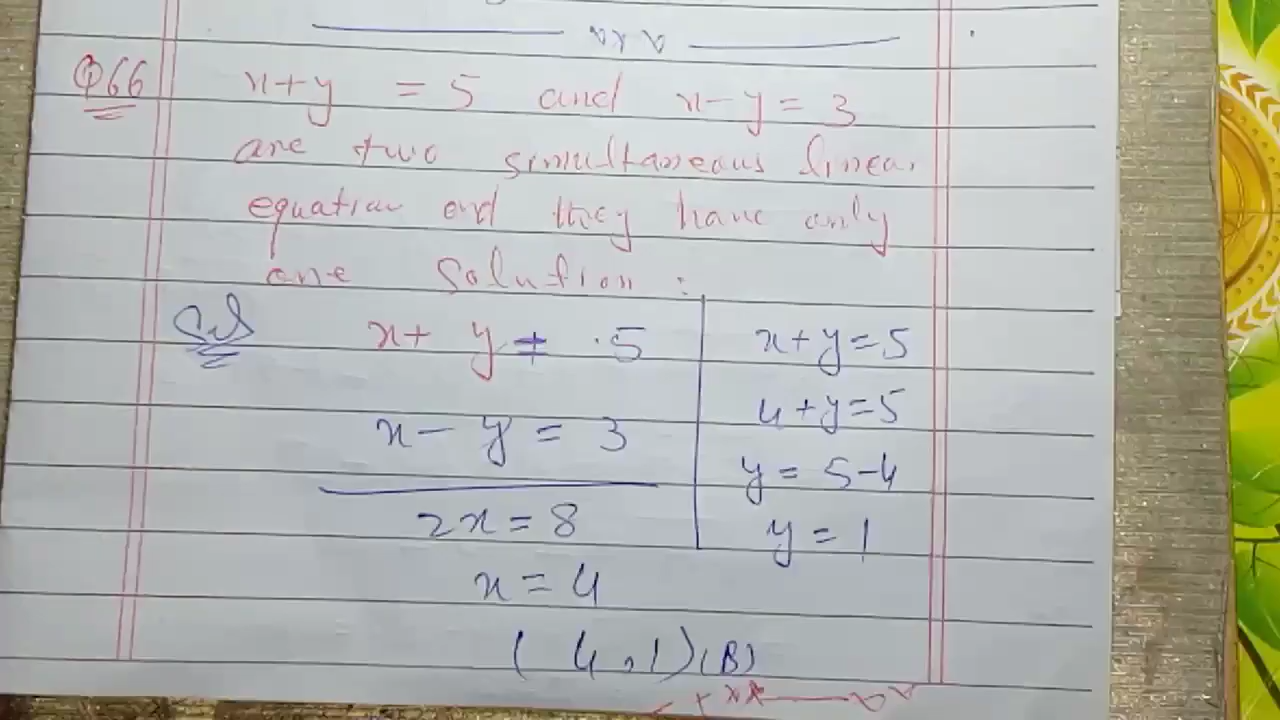 Q66 x+y = 5 and x-y = 3
are two simultaneous linear
equation and they have only
one solution :
Sol x+ y = 5
x- y = 3
2x = 8
x = 4
x+y=5
4+y=5
y = 5-4
y = 1
( 4,1) (B)